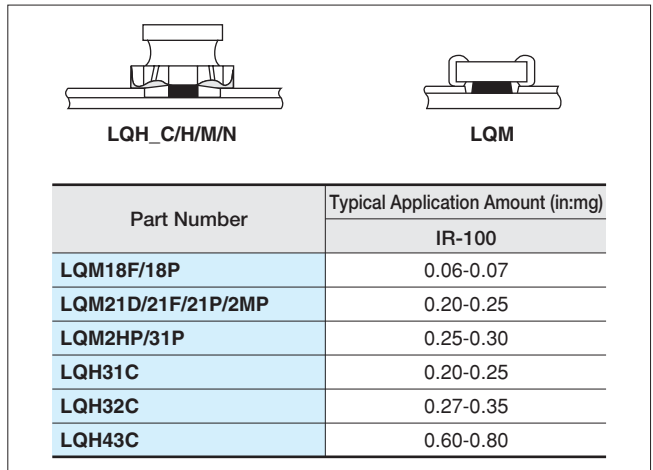 LQH_C/H/M/N LQM
Part Number
Typical Application Amount (in:mg)
IR-100
LQM18F/18P 0.06-0.07
LQM21D/21F/21P/2MP 0.20-0.25
LQM2HP/31P 0.25-0.30
LQH31C 0.20-0.25
LQH32C 0.27-0.35
LQH43C 0.60-0.80